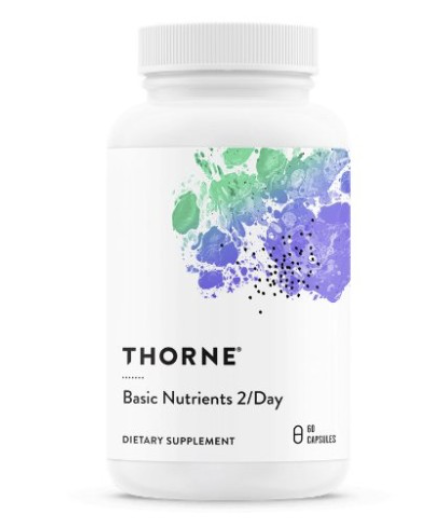 THORNE®
Basic Nutrients 2/Day
DIETARY SUPPLEMENT
60
CAPSULES